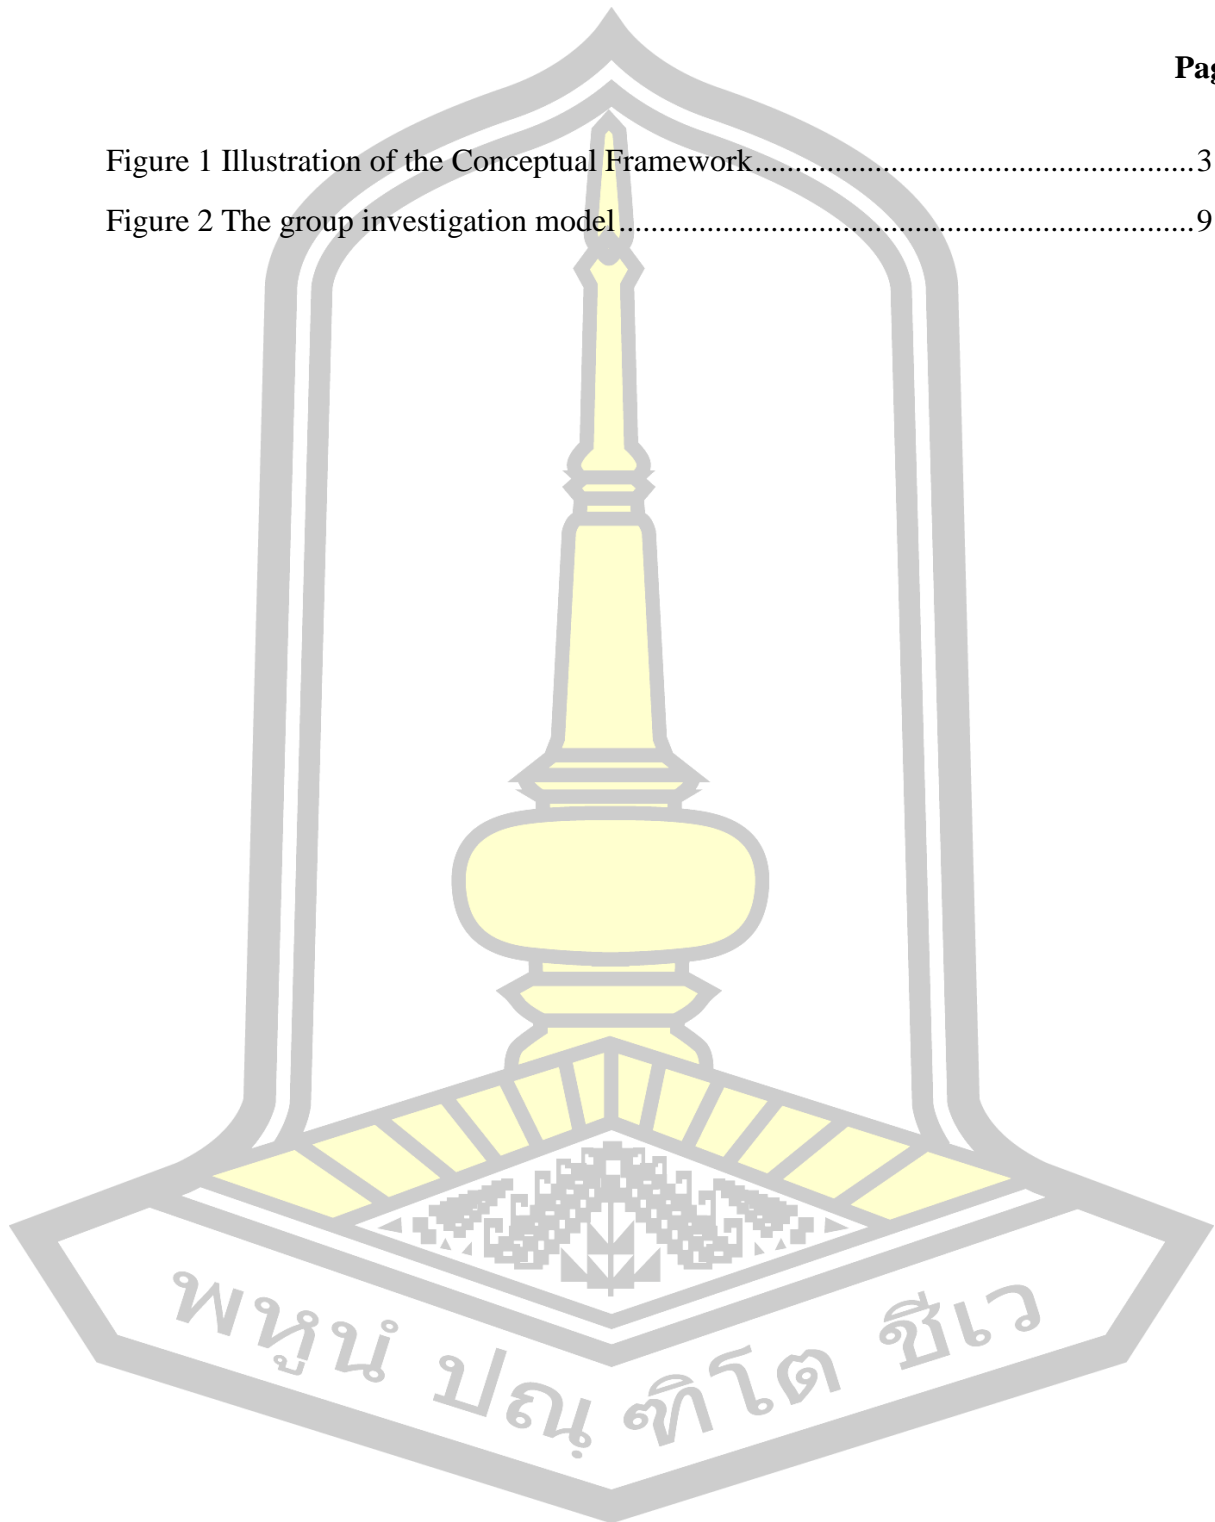 Pag
Figure 1 Illustration of the Conceptual Framework.......................................................3
Figure 2 The group investigation model........................................................................9
พหูนํ ปณฺฑิโต ชีเว